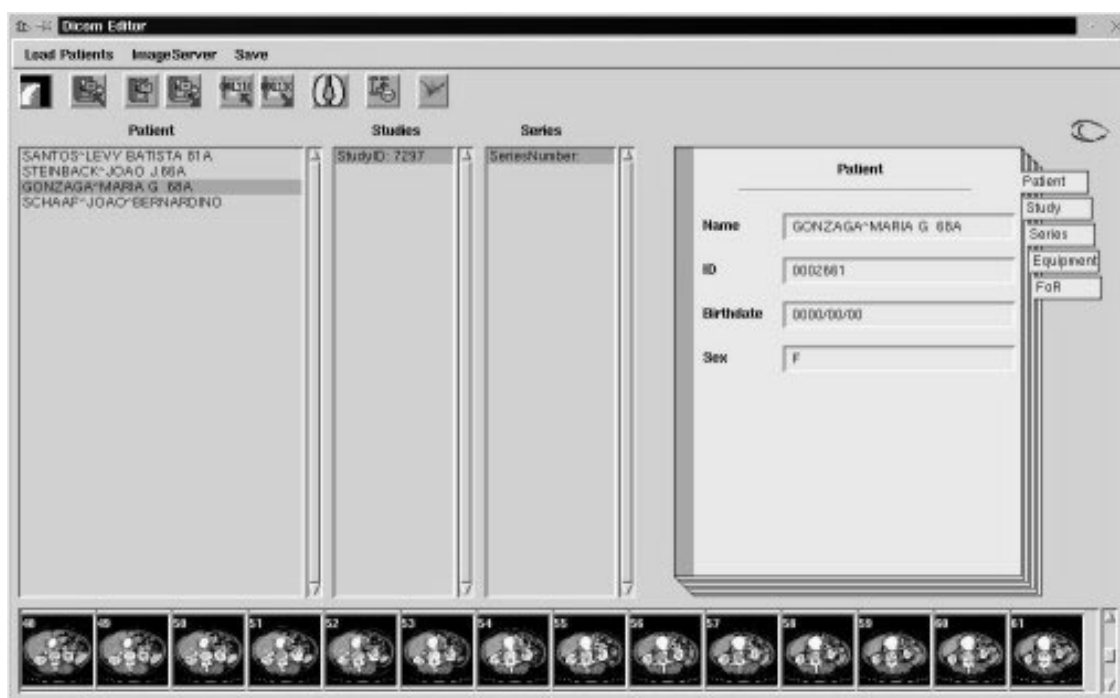 Dicom Editor
Load Patients ImageServer Save
Patient Studies Series
SANTOS^LEVY BATISTA 81A
STEINBACK^JOAO J.66A
GONZAGA^MARIA G 68A
SCHAAF^JOAO^BERNARDINO
StudyID: 7297
SeriesNumber:
Patient
Name GONZAGA^MARIA G 68A
ID 0002661
Birthdate 0000/00/00
Sex F
Patient
Study
Series
Equipment
FoR
48 49 50 51 52 53 54 55 56 57 58 59 60 61